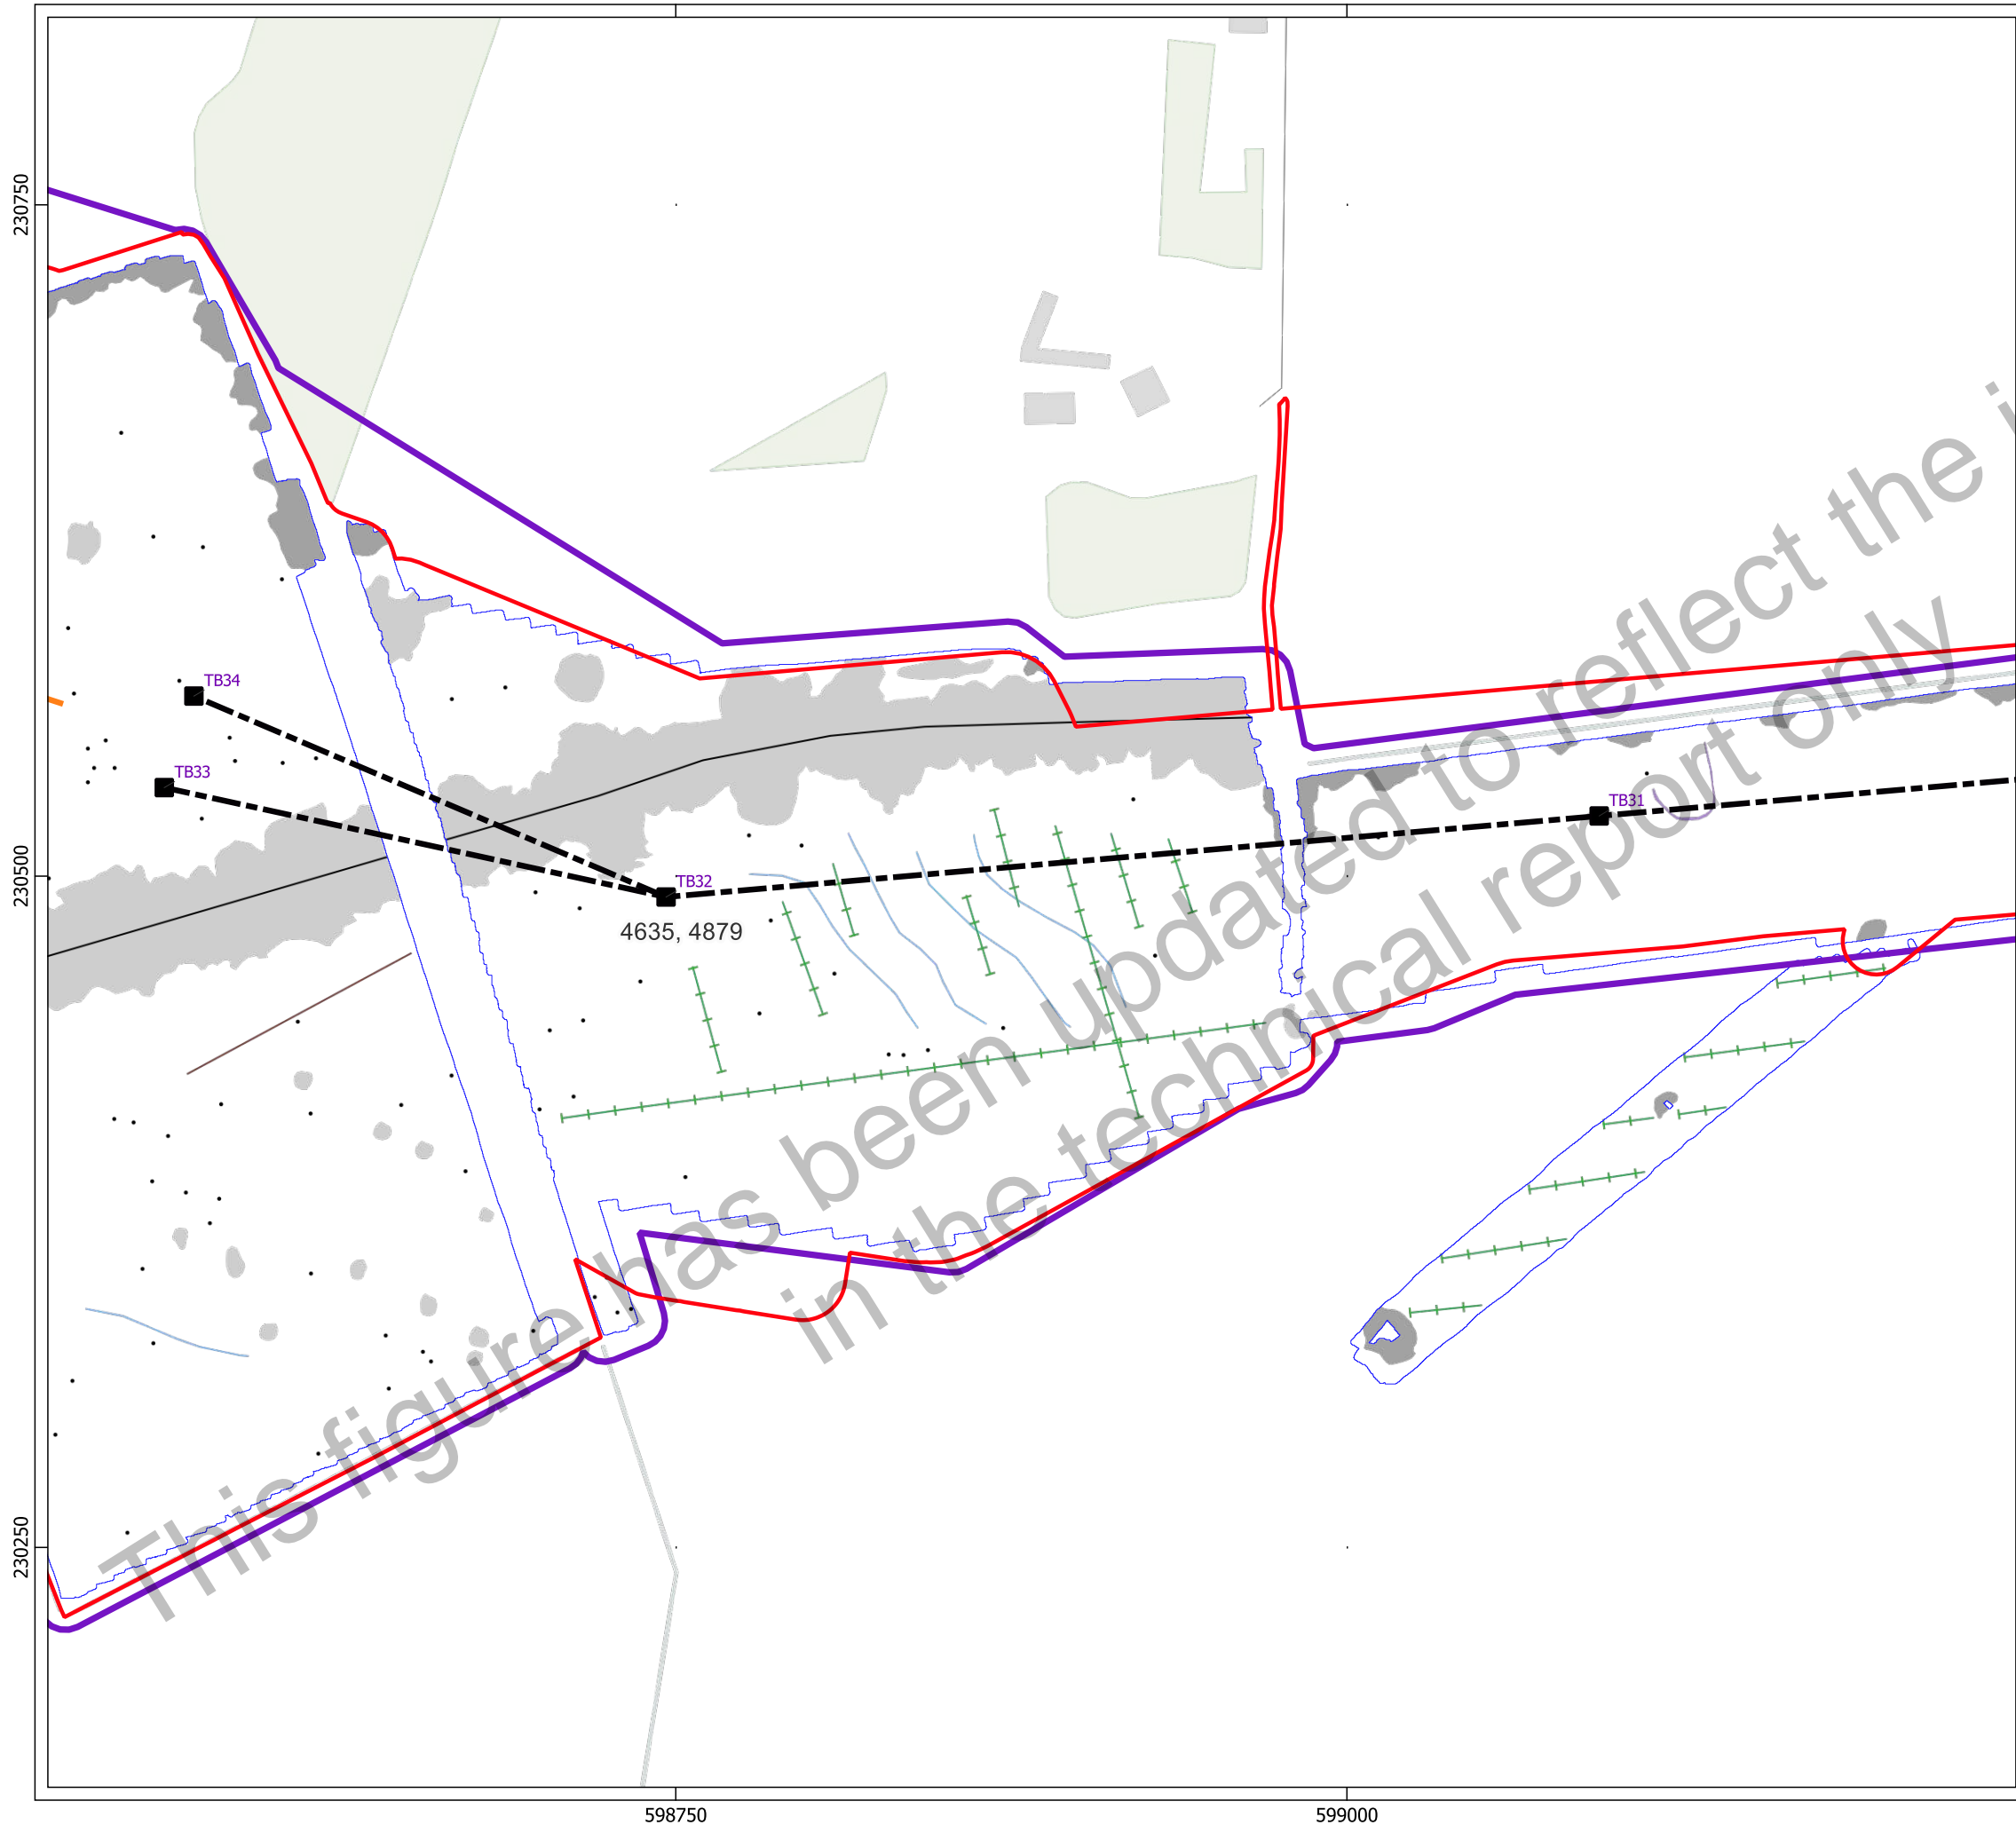 230750
TB34
TB33
TB31
230500
TB32
4635, 4879
This figure has been updated to reflect the i
in the technical report only
230250
598750
599000